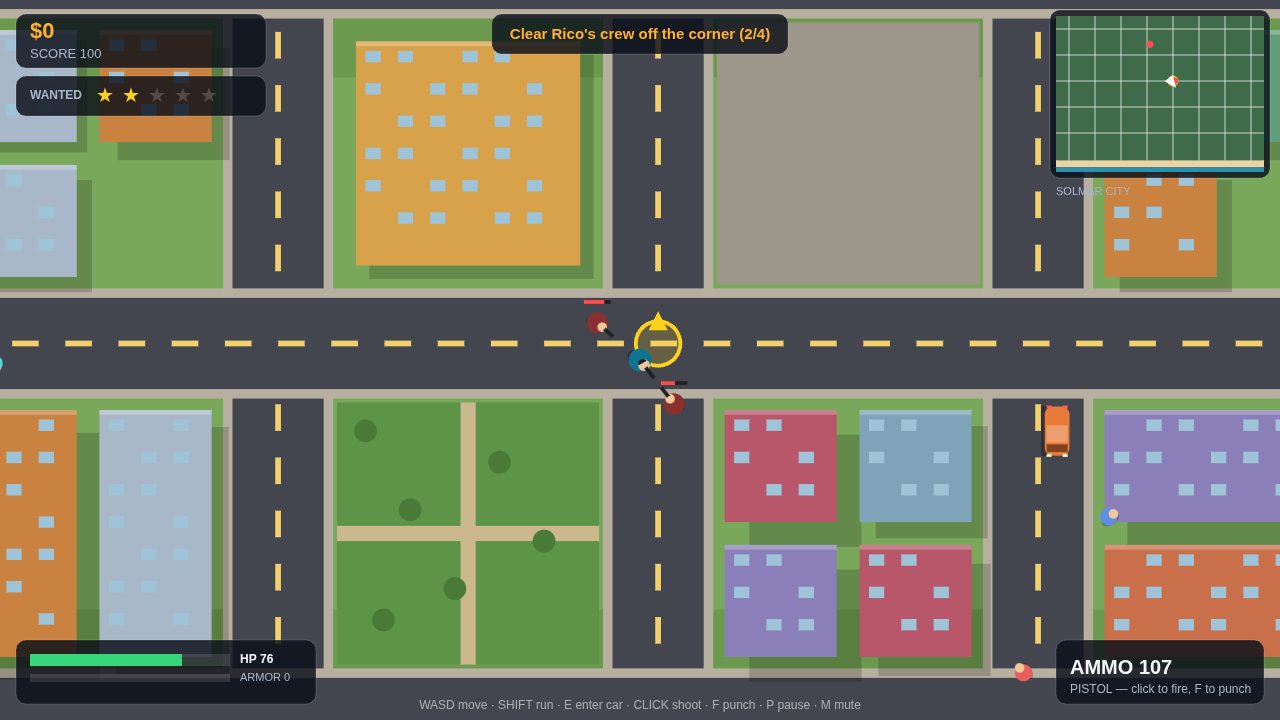 $0
SCORE 100
WANTED ★ ★ ★ ★ ★
Clear Rico's crew off the corner (2/4)
SOLMAR CITY
HP 76
ARMOR 0
WASD move · SHIFT run · E enter car · CLICK shoot · F punch · P pause · M mute
AMMO 107
PISTOL — click to fire, F to punch